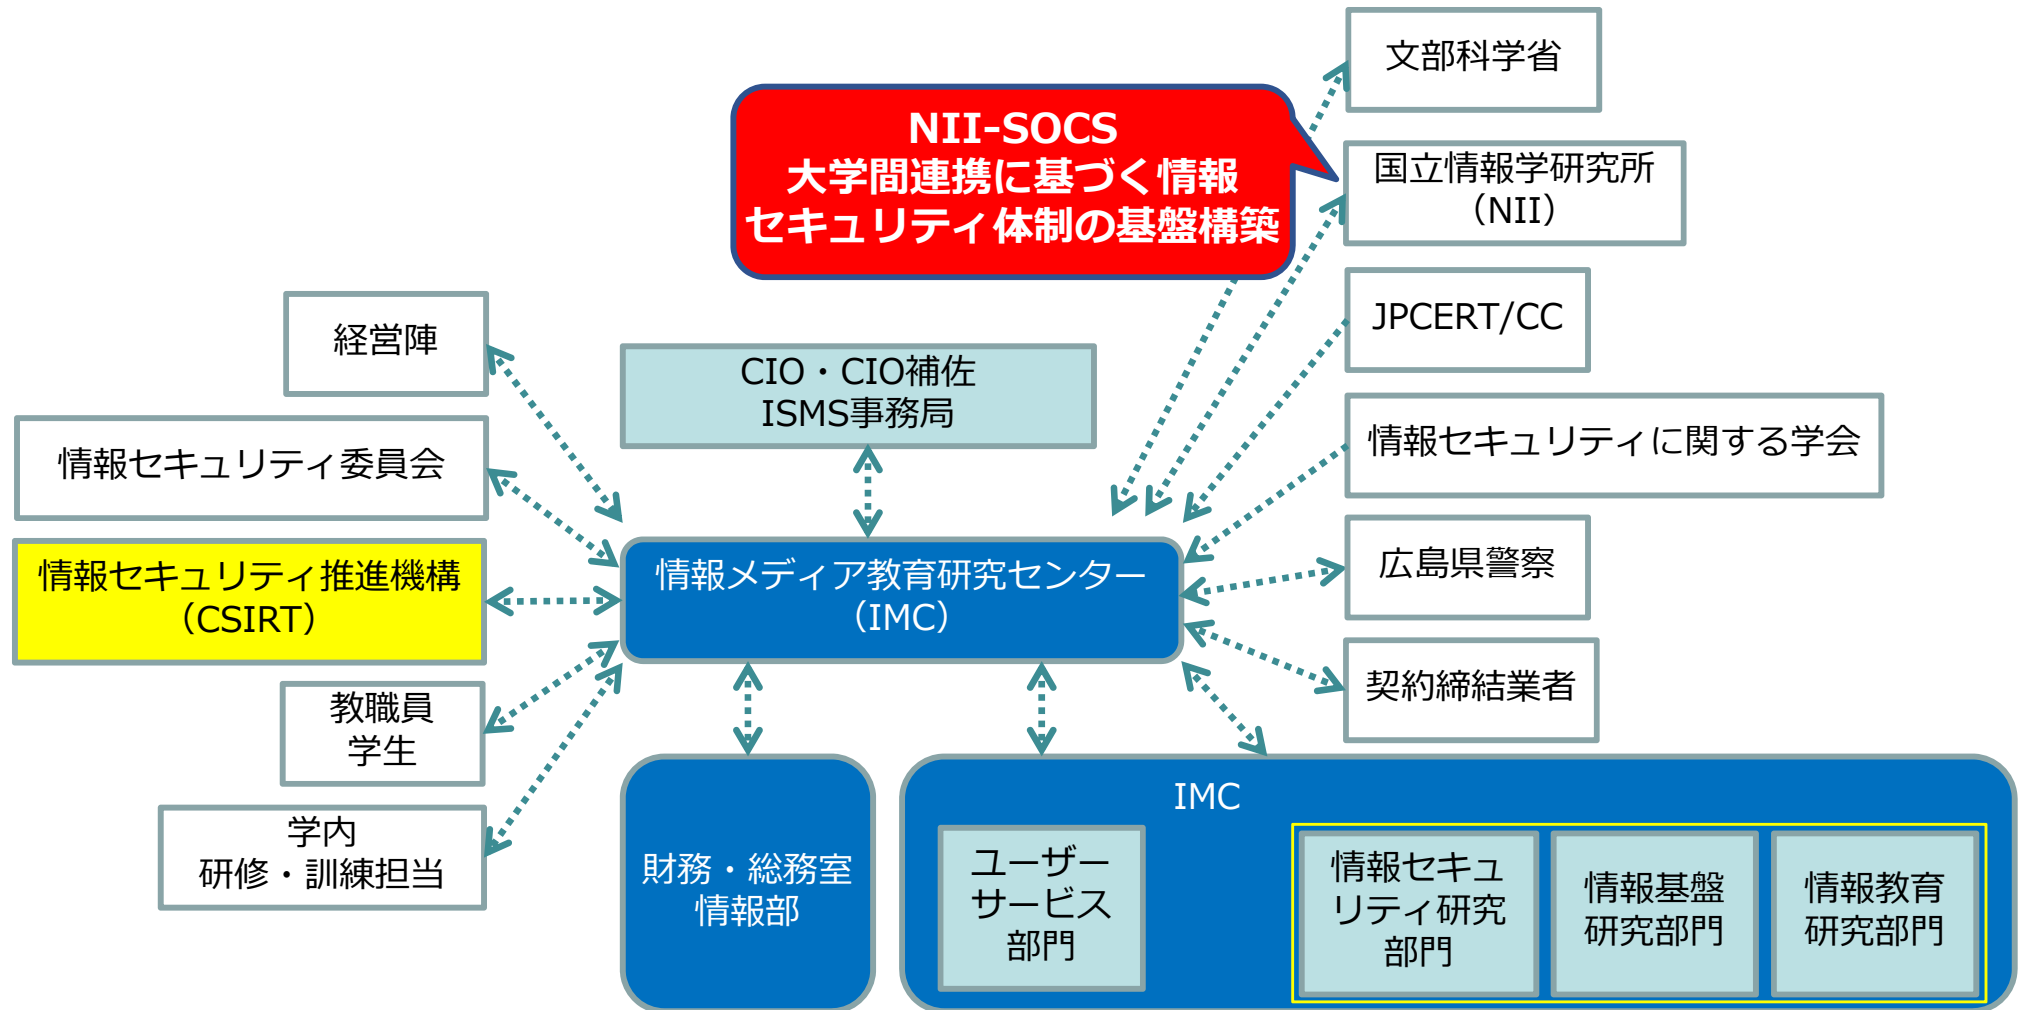 文部科学省
NII-SOCS
大学間連携に基づく情報
セキュリティ体制の基盤構築
国立情報学研究所
（NII）
JPCERT/CC
経営陣
CIO・CIO補佐
ISMS事務局
情報セキュリティに関する学会
情報セキュリティ委員会
情報セキュリティ推進機構
（CSIRT）
情報メディア教育研究センター
（IMC）
広島県警察
契約締結業者
教職員
学生
学内
研修・訓練担当
財務・総務室
情報部
IMC
ユーザー
サービス
部門
情報セキュ
リティ研究
部門
情報基盤
研究部門
情報教育
研究部門